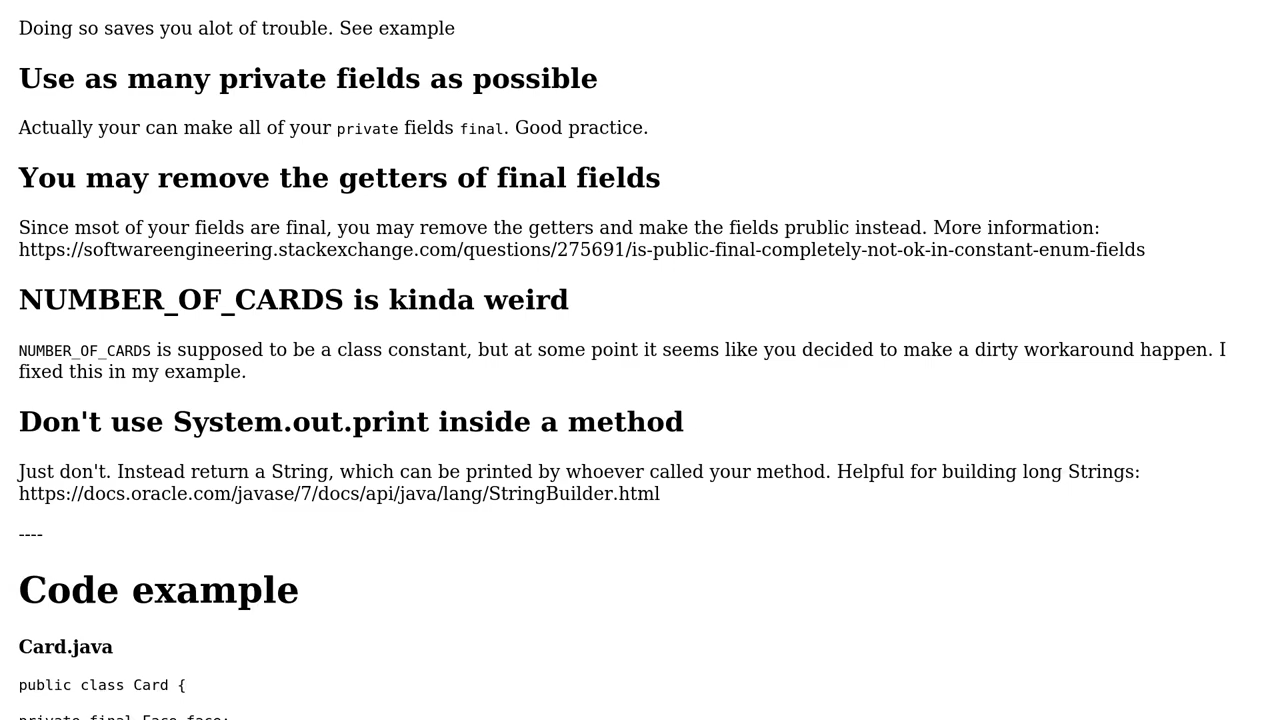 Doing so saves you alot of trouble. See example
Use as many private fields as possible
Actually your can make all of your private fields final. Good practice.
You may remove the getters of final fields
Since msot of your fields are final, you may remove the getters and make the fields prublic instead. More information:
https://softwareengineering.stackexchange.com/questions/275691/is-public-final-completely-not-ok-in-constant-enum-fields
NUMBER_OF_CARDS is kinda weird
NUMBER_OF_CARDS is supposed to be a class constant, but at some point it seems like you decided to make a dirty workaround happen. I
fixed this in my example.
Don't use System.out.print inside a method
Just don't. Instead return a String, which can be printed by whoever called your method. Helpful for building long Strings:
https://docs.oracle.com/javase/7/docs/api/java/lang/StringBuilder.html
----
Code example
Card.java
public class Card {
private final Face face;